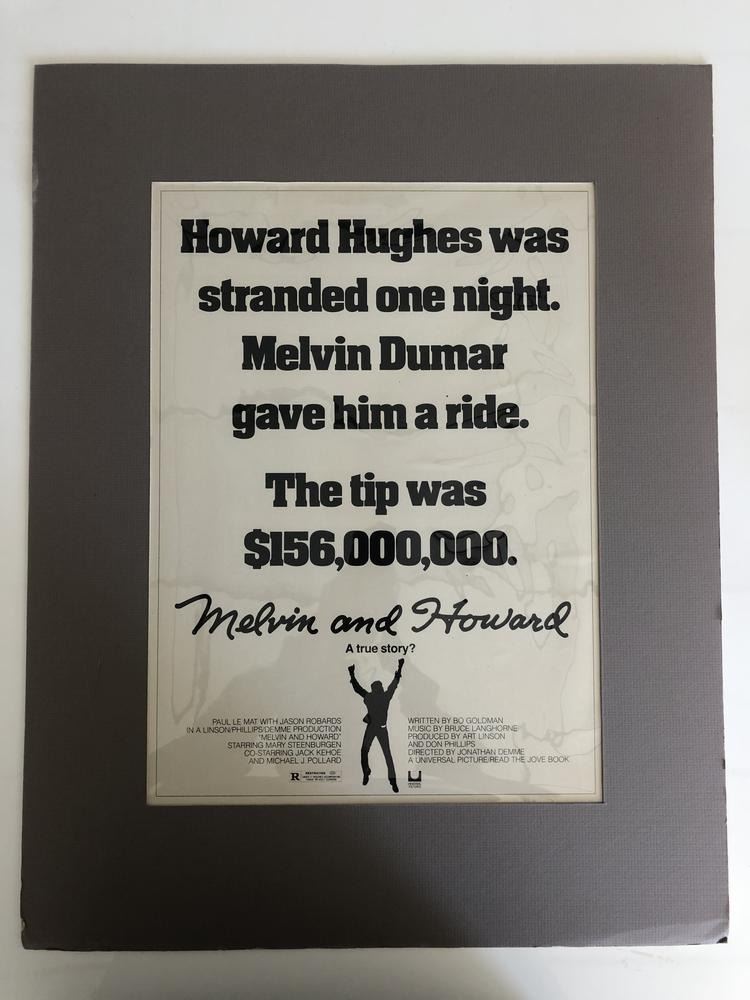 Howard Hughes was
stranded one night.
Melvin Dumar
gave him a ride.
The tip was
$156,000,000.
Melvin and Howard
A true story?
PAUL LE MAT WITH JASON ROBARDS
IN A LINSON/PHILLIPS/DEMME PRODUCTION
"MELVIN AND HOWARD"
STARRING MARY STEENBURGEN
CO-STARRING JACK KEHOE
AND MICHAEL J. POLLARD
WRITTEN BY BO GOLDMAN
MUSIC BY BRUCE LANGHORNE
PRODUCED BY ART LINSON
AND DON PHILLIPS
DIRECTED BY JONATHAN DEMME
A UNIVERSAL PICTURE/READ THE JOVE BOOK
R RESTRICTED